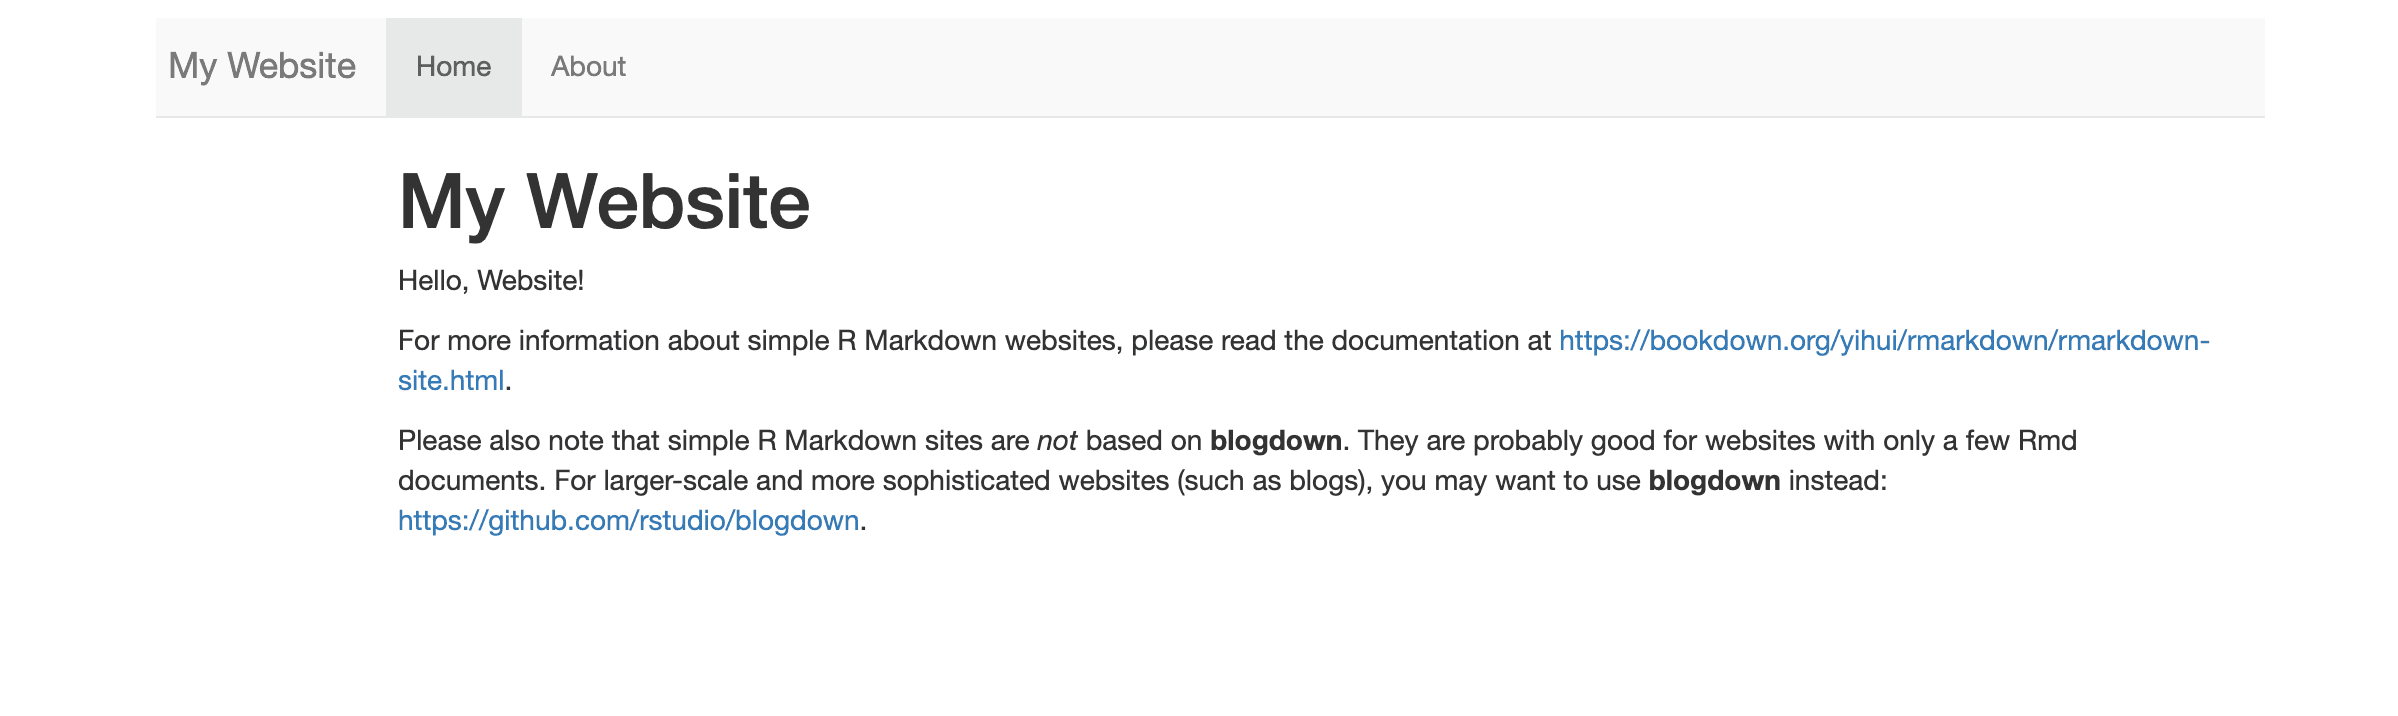 My Website Home About
My Website
Hello, Website!
For more information about simple R Markdown websites, please read the documentation at https://bookdown.org/yihui/rmarkdown/rmarkdown-
site.html.
Please also note that simple R Markdown sites are not based on blogdown. They are probably good for websites with only a few Rmd
documents. For larger-scale and more sophisticated websites (such as blogs), you may want to use blogdown instead:
https://github.com/rstudio/blogdown.